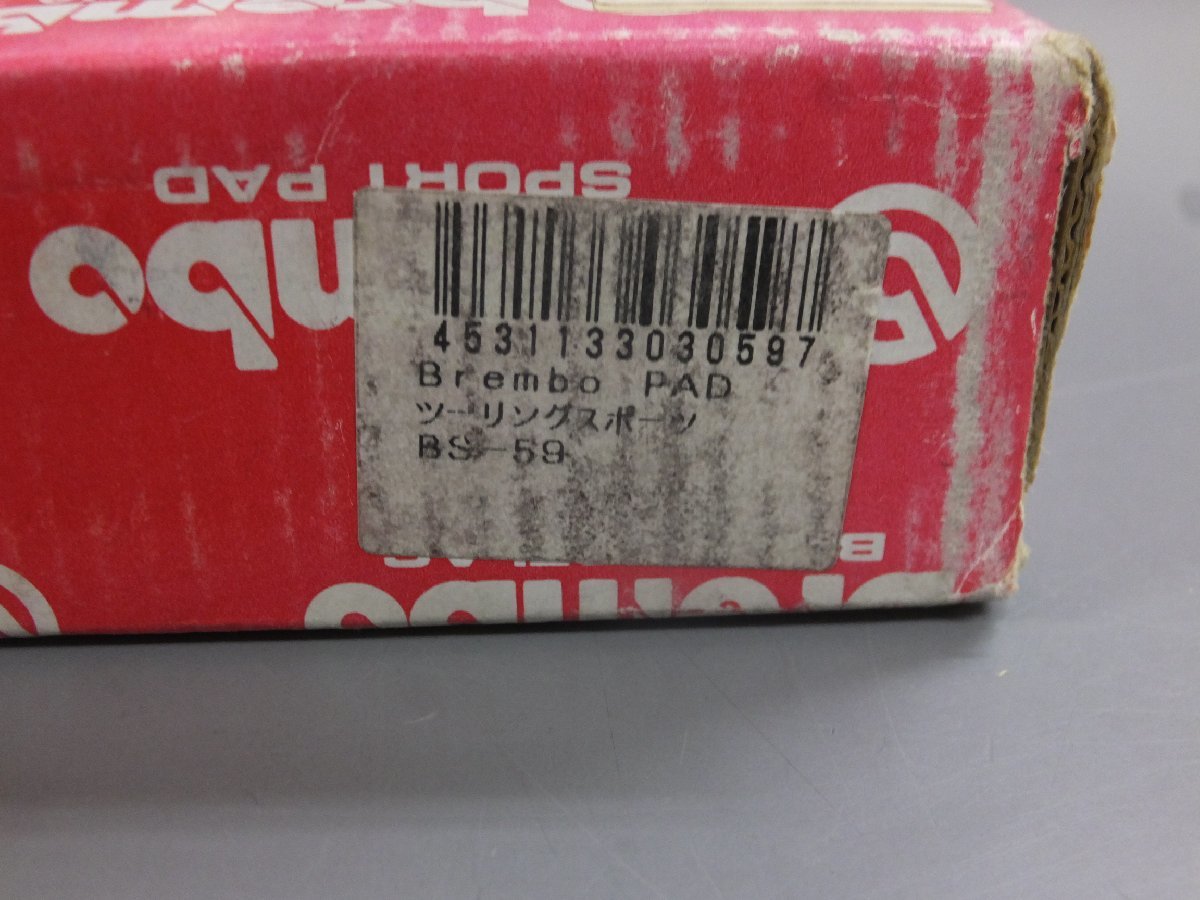 SPORT PAD
4531133030597
Brembo PAD
ツーリングスポーツ
BS-59